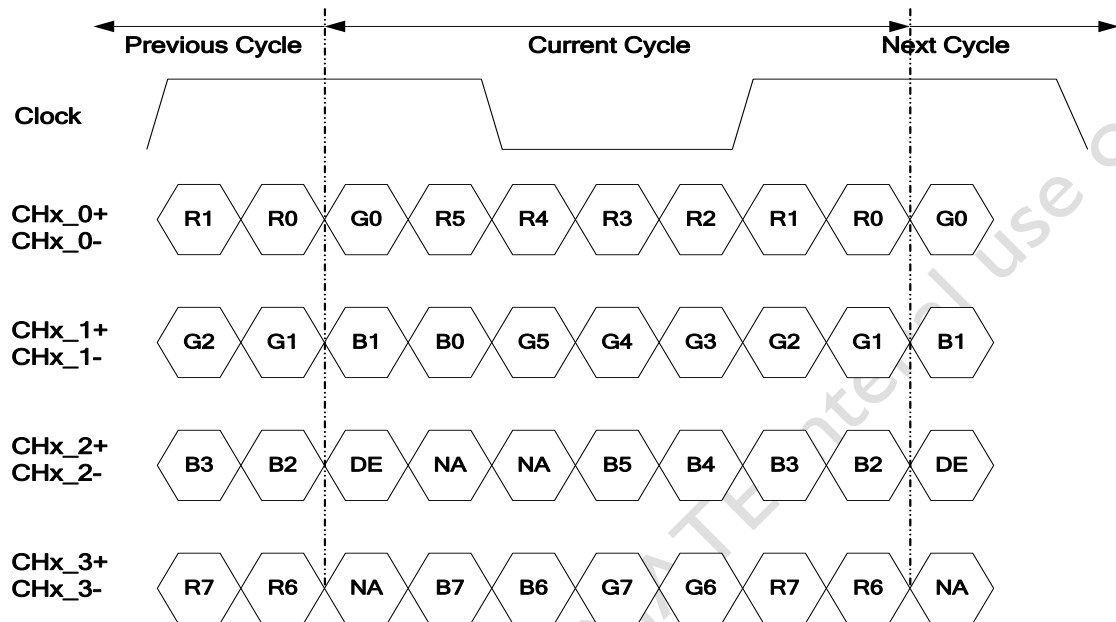 Previous Cycle Current Cycle Next Cycle
Clock
CHx_0+
CHx_0-
R1 R0 G0 R5 R4 R3 R2 R1 R0 G0
CHx_1+
CHx_1-
G2 G1 B1 B0 G5 G4 G3 G2 G1 B1
CHx_2+
CHx_2-
B3 B2 DE NA NA B5 B4 B3 B2 DE
CHx_3+
CHx_3-
R7 R6 NA B7 B6 G7 G6 R7 R6 NA
use